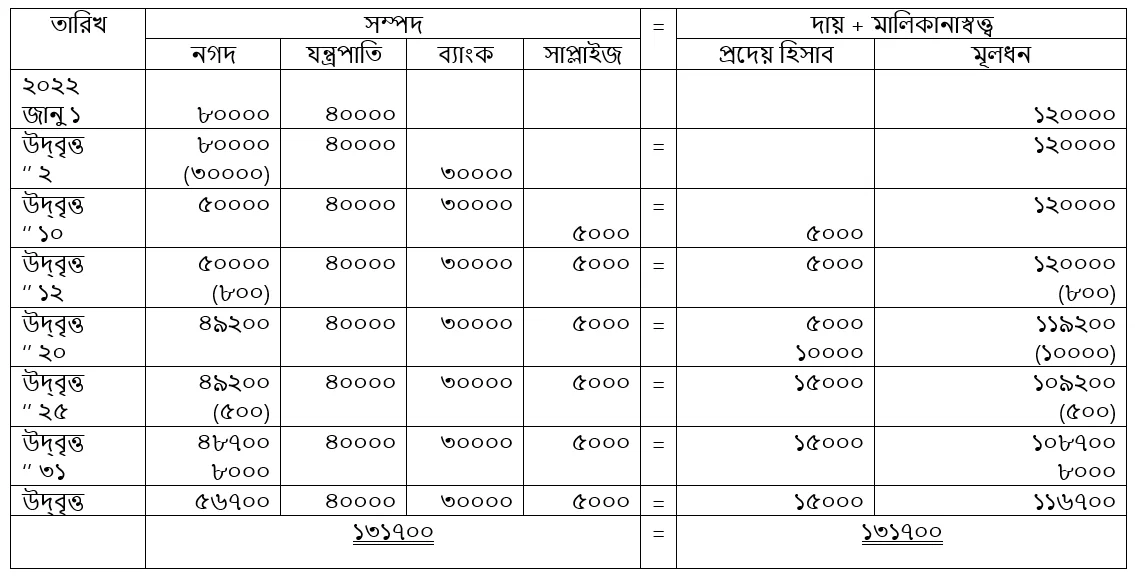 তারিখ সম্পদ = দায় + মালিকানাস্বত্ত্ব
নগদ যন্ত্রপাতি ব্যাংক সাপ্লাইজ প্রদেয় হিসাব মূলধন
২০২২
জানু ১ ৮০০০০ ৪০০০০ ১২০০০০
উদ্‌বৃত্ত ৮০০০০ ৪০০০০ = ১২০০০০
” ২ (৩০০০০) ৩০০০০
উদ্‌বৃত্ত ৫০০০০ ৪০০০০ ৩০০০০ = ১২০০০০
” ১০ ৫০০০ ৫০০০
উদ্‌বৃত্ত ৫০০০০ ৪০০০০ ৩০০০০ ৫০০০ = ৫০০০ ১২০০০০
” ১২ (৮০০) (৮০০)
উদ্‌বৃত্ত ৪৯২০০ ৪০০০০ ৩০০০০ ৫০০০ = ৫০০০ ১১৯২০০
” ২০ ১০০০০ (১০০০০)
উদ্‌বৃত্ত ৪৯২০০ ৪০০০০ ৩০০০০ ৫০০০ = ১৫০০০ ১০৯২০০
” ২৫ (৫০০) (৫০০)
উদ্‌বৃত্ত ৪৮৭০০ ৪০০০০ ৩০০০০ ৫০০০ = ১৫০০০ ১০৮৭০০
” ৩১ ৮০০০ ৮০০০
উদ্‌বৃত্ত ৫৬৭০০ ৪০০০০ ৩০০০০ ৫০০০ = ১৫০০০ ১১৬৭০০
১৩১৭০০ = ১৩১৭০০